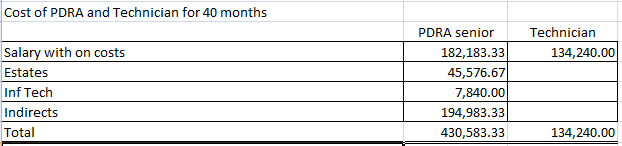 Cost of PDRA and Technician for 40 months
PDRA senior Technician
Salary with on costs 182,183.33 134,240.00
Estates 45,576.67
Inf Tech 7,840.00
Indirects 194,983.33
Total 430,583.33 134,240.00